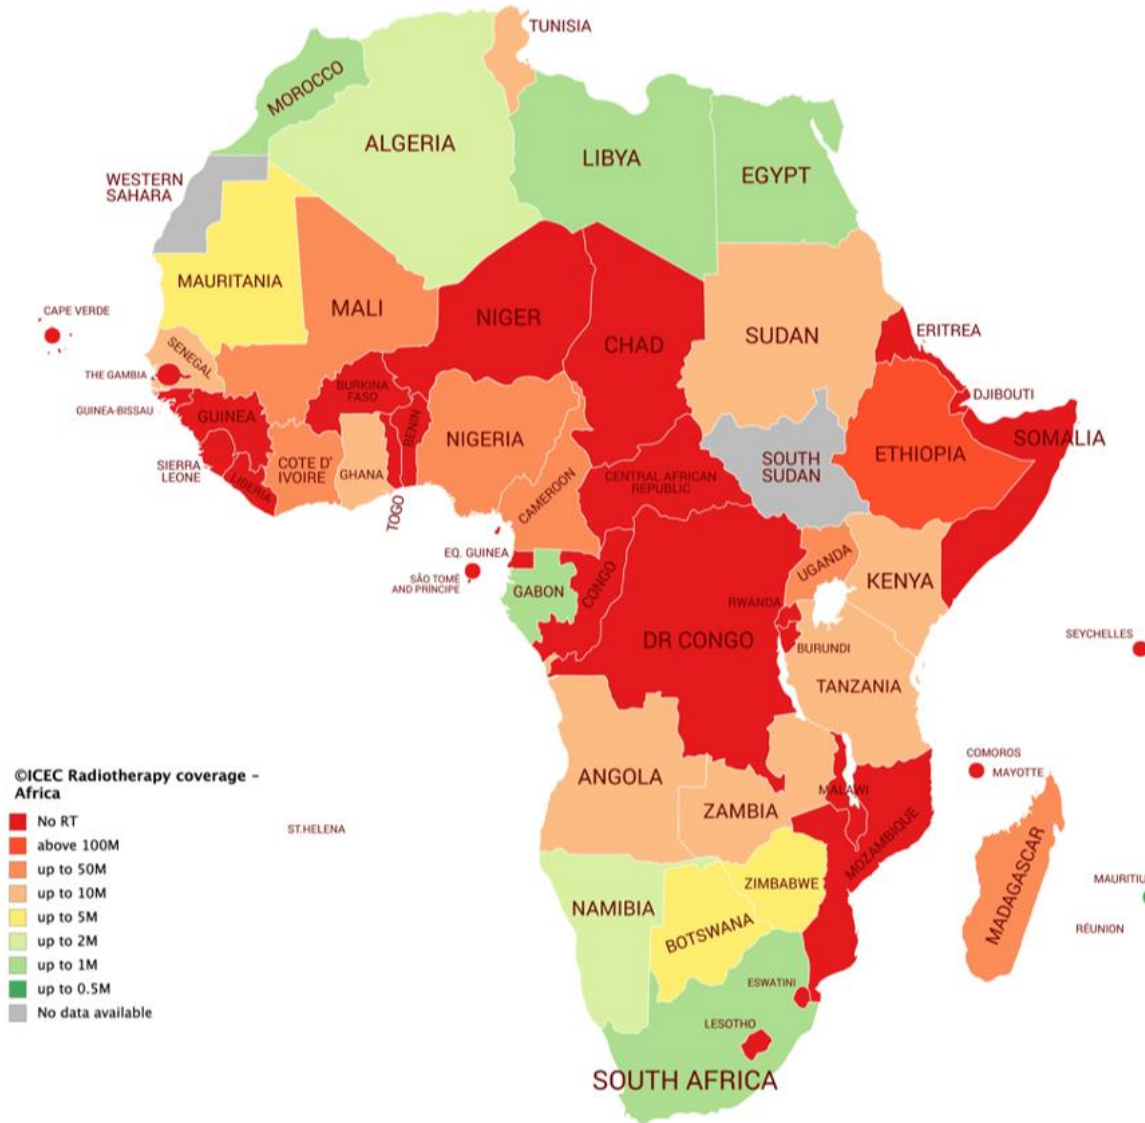 TUNISIA
MOROCCO
ALGERIA
LIBYA
EGYPT
WESTERN
SAHARA
MAURITANIA
MALI
NIGER
CHAD
SUDAN
ERITREA
CAPE VERDE
SENEGAL
THE GAMBIA
GUINEA-BISSAU
GUINEA
BURKINA
FASO
BENIN
NIGERIA
DJIBOUTI
SOMALIA
ETHIOPIA
SOUTH
SUDAN
SIERRA
LEONE
LIBERIA
COTE D'
IVOIRE
GHANA
TOGO
CAMEROON
CENTRAL AFRICAN
REPUBLIC
EQ. GUINEA
SÃO TOMÉ
AND PRÍNCIPE
GABON
CONGO
UGANDA
KENYA
RWANDA
DR CONGO
BURUNDI
SEYCHELLES
TANZANIA
COMOROS
MAYOTTE
ANGOLA
ZAMBIA
MALAWI
MOZAMBIQUE
©ICEC Radiotherapy coverage –
Africa
No RT
above 100M
up to 50M
up to 10M
up to 5M
up to 2M
up to 1M
up to 0.5M
No data available
ST.HELENA
NAMIBIA
ZIMBABWE
BOTSWANA
MADAGASCAR
MAURITIU
RÉUNION
ESWATINI
LESOTHO
SOUTH AFRICA